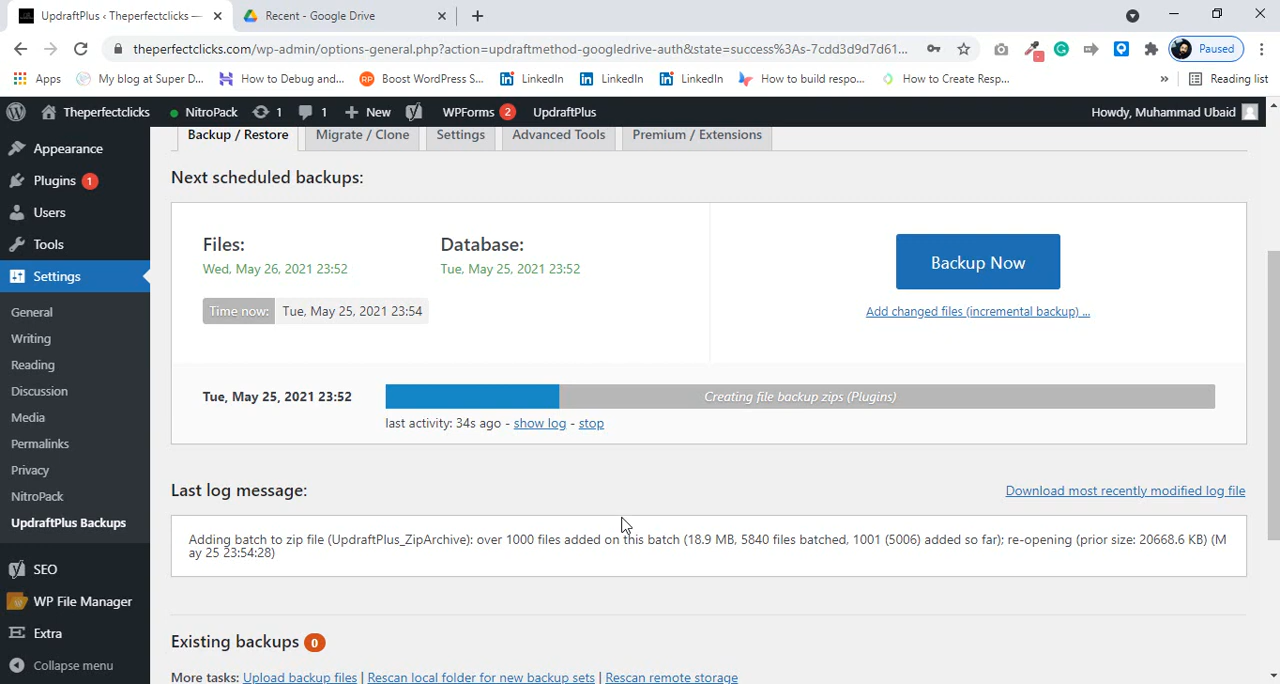 UpdraftPlus ‹ Theperfectclicks —
Recent - Google Drive
theperfectclicks.com/wp-admin/options-general.php?action=updraftmethod-googledrive-auth&state=success%3As-7cdd3d9d7d61...
Paused
Apps
My blog at Super D...
How to Debug and...
RP
Boost WordPress S...
LinkedIn
LinkedIn
LinkedIn
How to build respo...
How to Create Resp...
»
Reading list
Theperfectclicks
NitroPack
1
1
New
WPForms 2
UpdraftPlus
Howdy, Muhammad Ubaid
Appearance
Plugins 1
Users
Tools
Settings
General
Writing
Reading
Discussion
Media
Permalinks
Privacy
NitroPack
UpdraftPlus Backups
SEO
WP File Manager
Extra
Collapse menu
Backup / Restore
Migrate / Clone
Settings
Advanced Tools
Premium / Extensions
Next scheduled backups:
Files:
Wed, May 26, 2021 23:52
Database:
Tue, May 25, 2021 23:52
Time now: Tue, May 25, 2021 23:54
Backup Now
Add changed files (incremental backup) ...
Tue, May 25, 2021 23:52
Creating file backup zips (Plugins)
last activity: 34s ago - show log - stop
Last log message:
Download most recently modified log file
Adding batch to zip file (UpdraftPlus_ZipArchive): over 1000 files added on this batch (18.9 MB, 5840 files batched, 1001 (5006) added so far); re-opening (prior size: 20668.6 KB) (M
ay 25 23:54:28)
Existing backups 0
More tasks: Upload backup files | Rescan local folder for new backup sets | Rescan remote storage